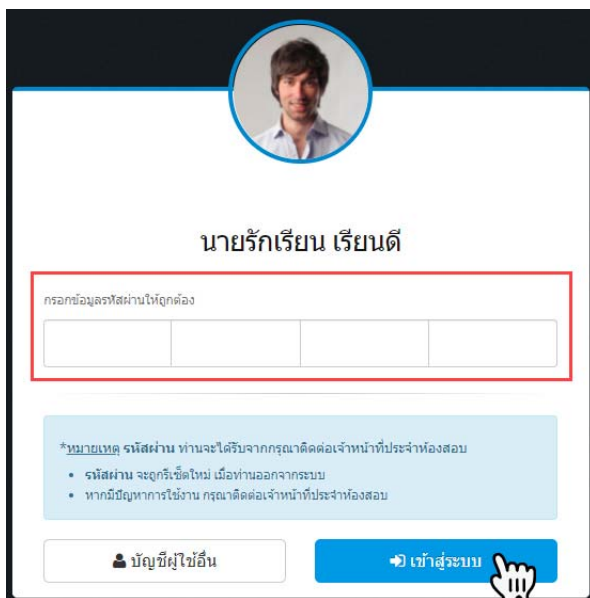 นายรักเรียน เรียนดี
กรอกข้อมูลรหัสผ่านให้ถูกต้อง
*หมายเหตุ รหัสผ่าน ท่านจะได้รับจากกรุณาติดต่อเจ้าหน้าที่ประจำห้องสอบ
รหัสผ่าน จะถูกรีเซ็ตใหม่ เมื่อท่านออกจากระบบ
หากมีปัญหาการใช้งาน กรุณาติดต่อเจ้าหน้าที่ประจำห้องสอบ
บัญชีผู้ใช้อื่น
เข้าสู่ระบบ